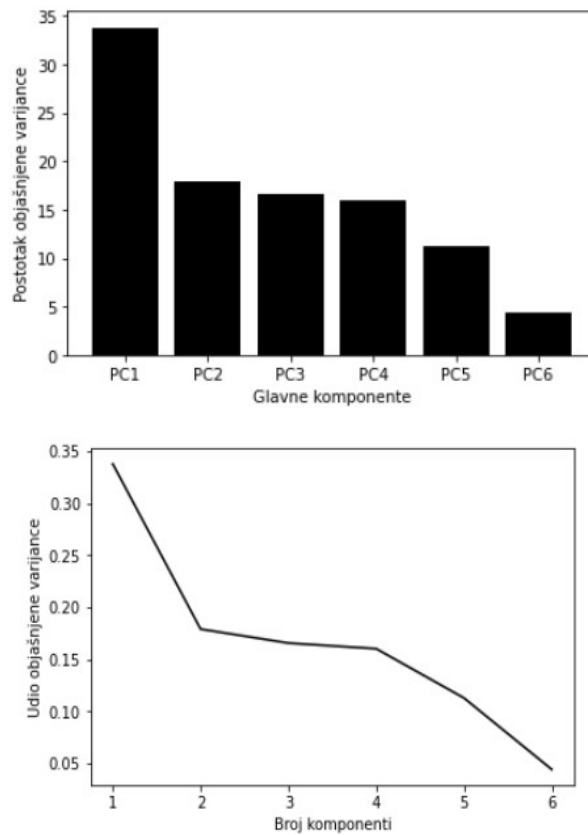 35
30
25
20
15
10
5
0
Postotak objašnjene varijance
PC1 PC2 PC3 PC4 PC5 PC6
Glavne komponente
0.35
0.30
0.25
0.20
0.15
0.10
0.05
Udio objašnjene varijance
1 2 3 4 5 6
Broj komponenti